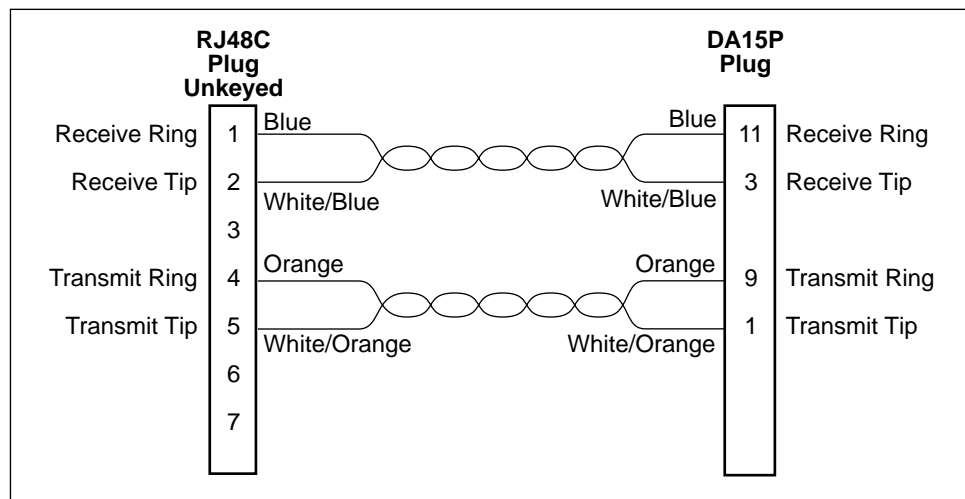 RJ48C
Plug
Unkeyed
DA15P
Plug
Receive Ring 1 Blue Blue 11 Receive Ring
Receive Tip 2 White/Blue White/Blue 3 Receive Tip
3
Transmit Ring 4 Orange Orange 9 Transmit Ring
Transmit Tip 5 White/Orange White/Orange 1 Transmit Tip
6
7